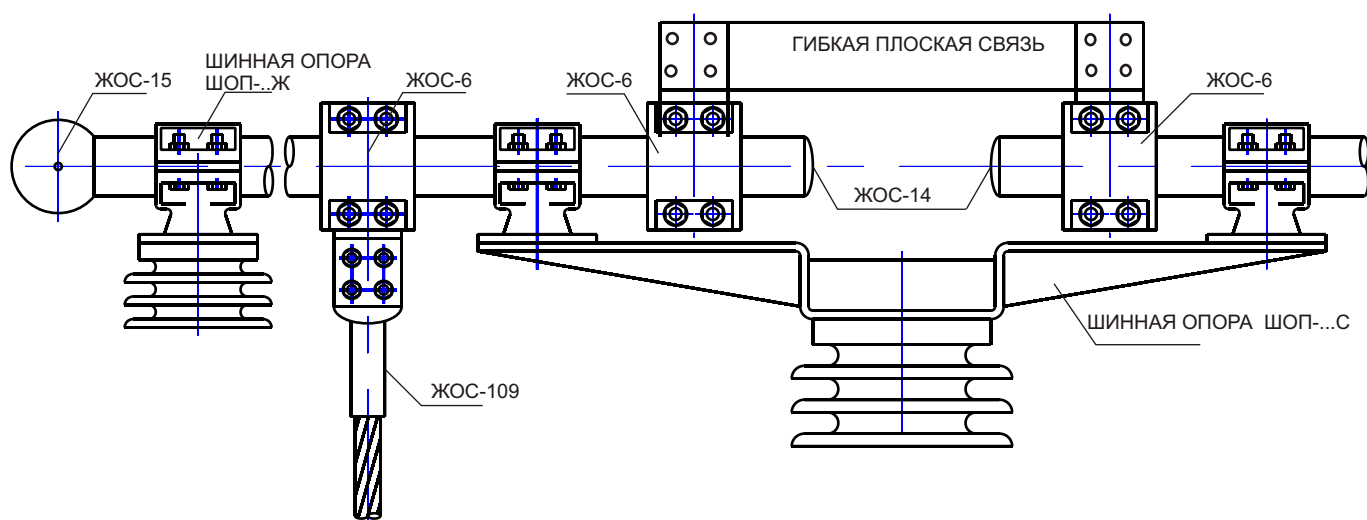 ГИБКАЯ ПЛОСКАЯ СВЯЗЬ
ШИННАЯ ОПОРА
ШОП-..Ж
ЖОС-15
ЖОС-6
ЖОС-6
ЖОС-6
ЖОС-14
ШИННАЯ ОПОРА ШОП-...С
ЖОС-109